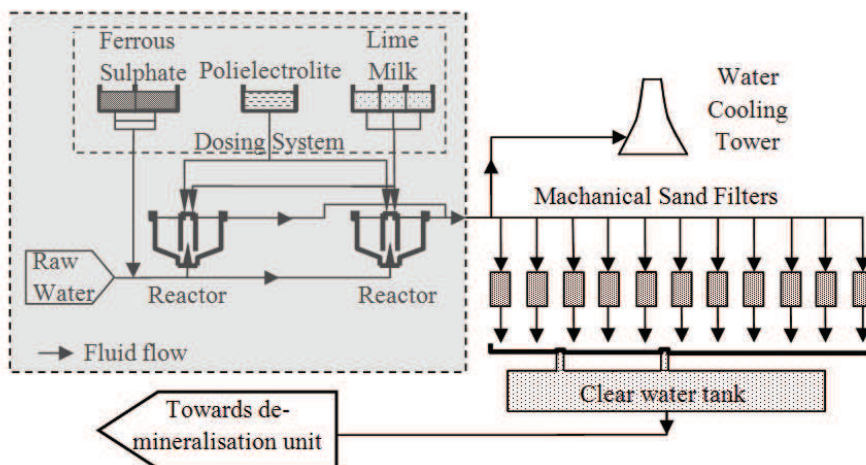 Ferrous
Sulphate
Polielectrolite
Lime
Milk
Dosing System
Water
Cooling
Tower
Machanical Sand Filters
Raw
Water
Reactor
Reactor
Fluid flow
Clear water tank
Towards de-
mineralisation unit